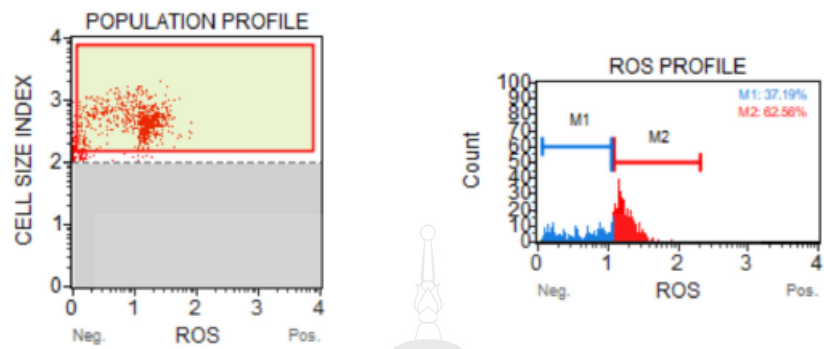 POPULATION PROFILE
4
3
2
1
0
CELL SIZE INDEX
0 1 2 3 4
Neg. ROS Pos.
ROS PROFILE
100
90
80
70
60
50
40
30
20
10
0
Count
M1: 37.19%
M2: 62.56%
M1
M2
0 1 2 3 4
Neg. ROS Pos.